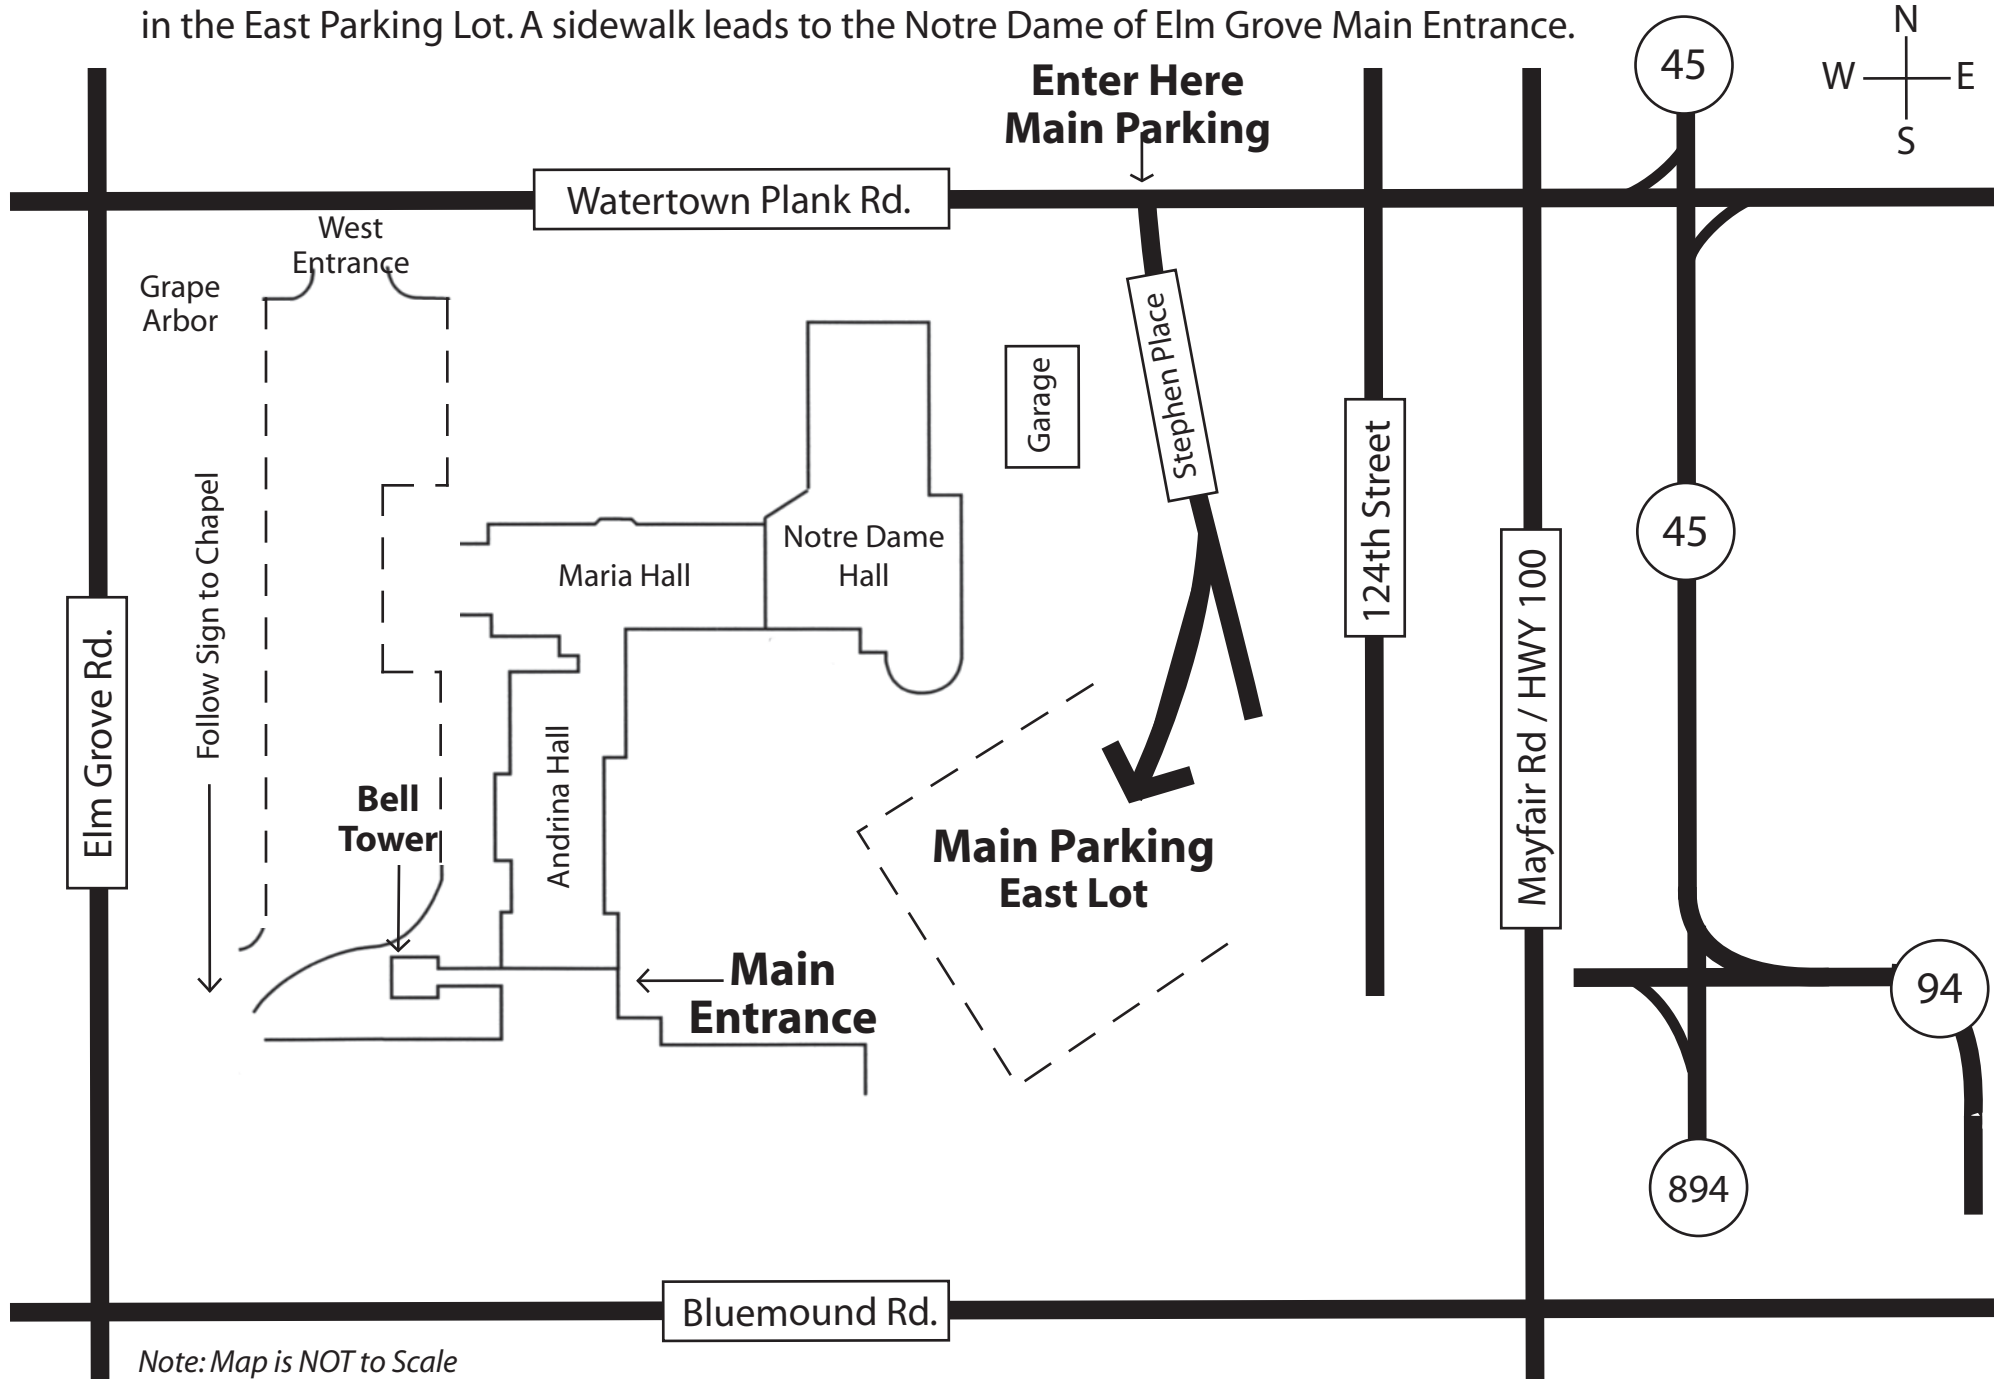 in the East Parking Lot. A sidewalk leads to the Notre Dame of Elm Grove Main Entrance.
N
W E
S
45
Enter Here
Main Parking
Watertown Plank Rd.
West
Entrance
Grape
Arbor
Stephen Place
Garage
124th Street
45
Notre Dame
Hall
Maria Hall
Follow Sign to Chapel
Elm Grove Rd.
Mayfair Rd / HWY 100
Andrina Hall
Bell
Tower
Main Parking
East Lot
Main
Entrance
94
894
Bluemound Rd.
Note: Map is NOT to Scale